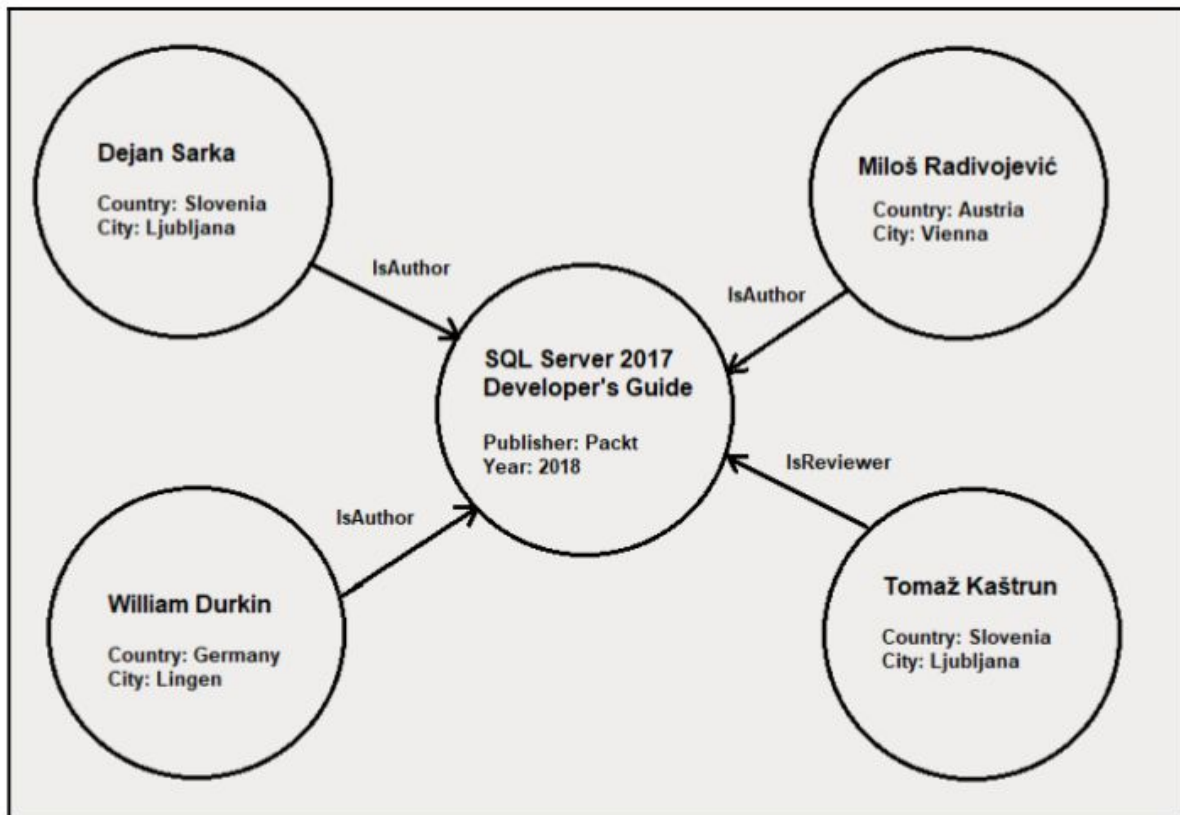 Dejan Sarka
Country: Slovenia
City: Ljubljana
IsAuthor
Miloš Radivojević
Country: Austria
City: Vienna
IsAuthor
SQL Server 2017
Developer's Guide
Publisher: Packt
Year: 2018
IsAuthor
William Durkin
Country: Germany
City: Lingen
IsReviewer
Tomaž Kaštrun
Country: Slovenia
City: Ljubljana